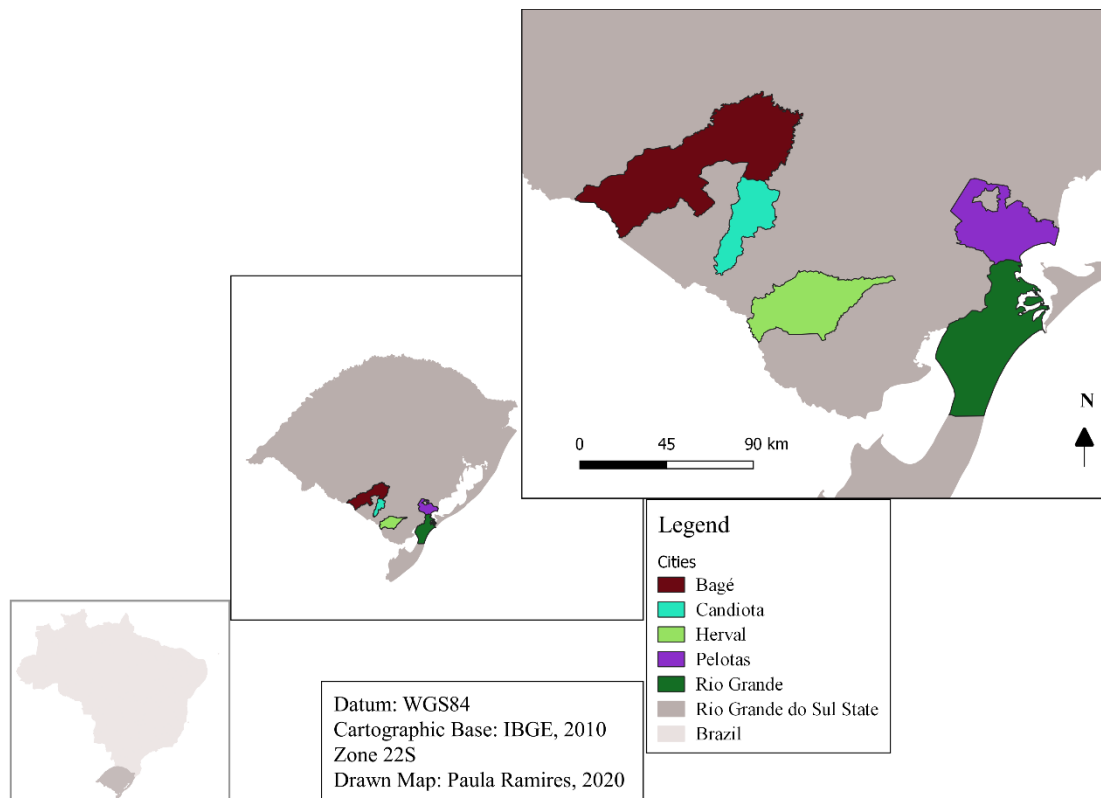 N
0 45 90 km
Legend
Cities
Bagé
Candiota
Herval
Pelotas
Rio Grande
Rio Grande do Sul State
Brazil
Datum: WGS84
Cartographic Base: IBGE, 2010
Zone 22S
Drawn Map: Paula Ramires, 2020